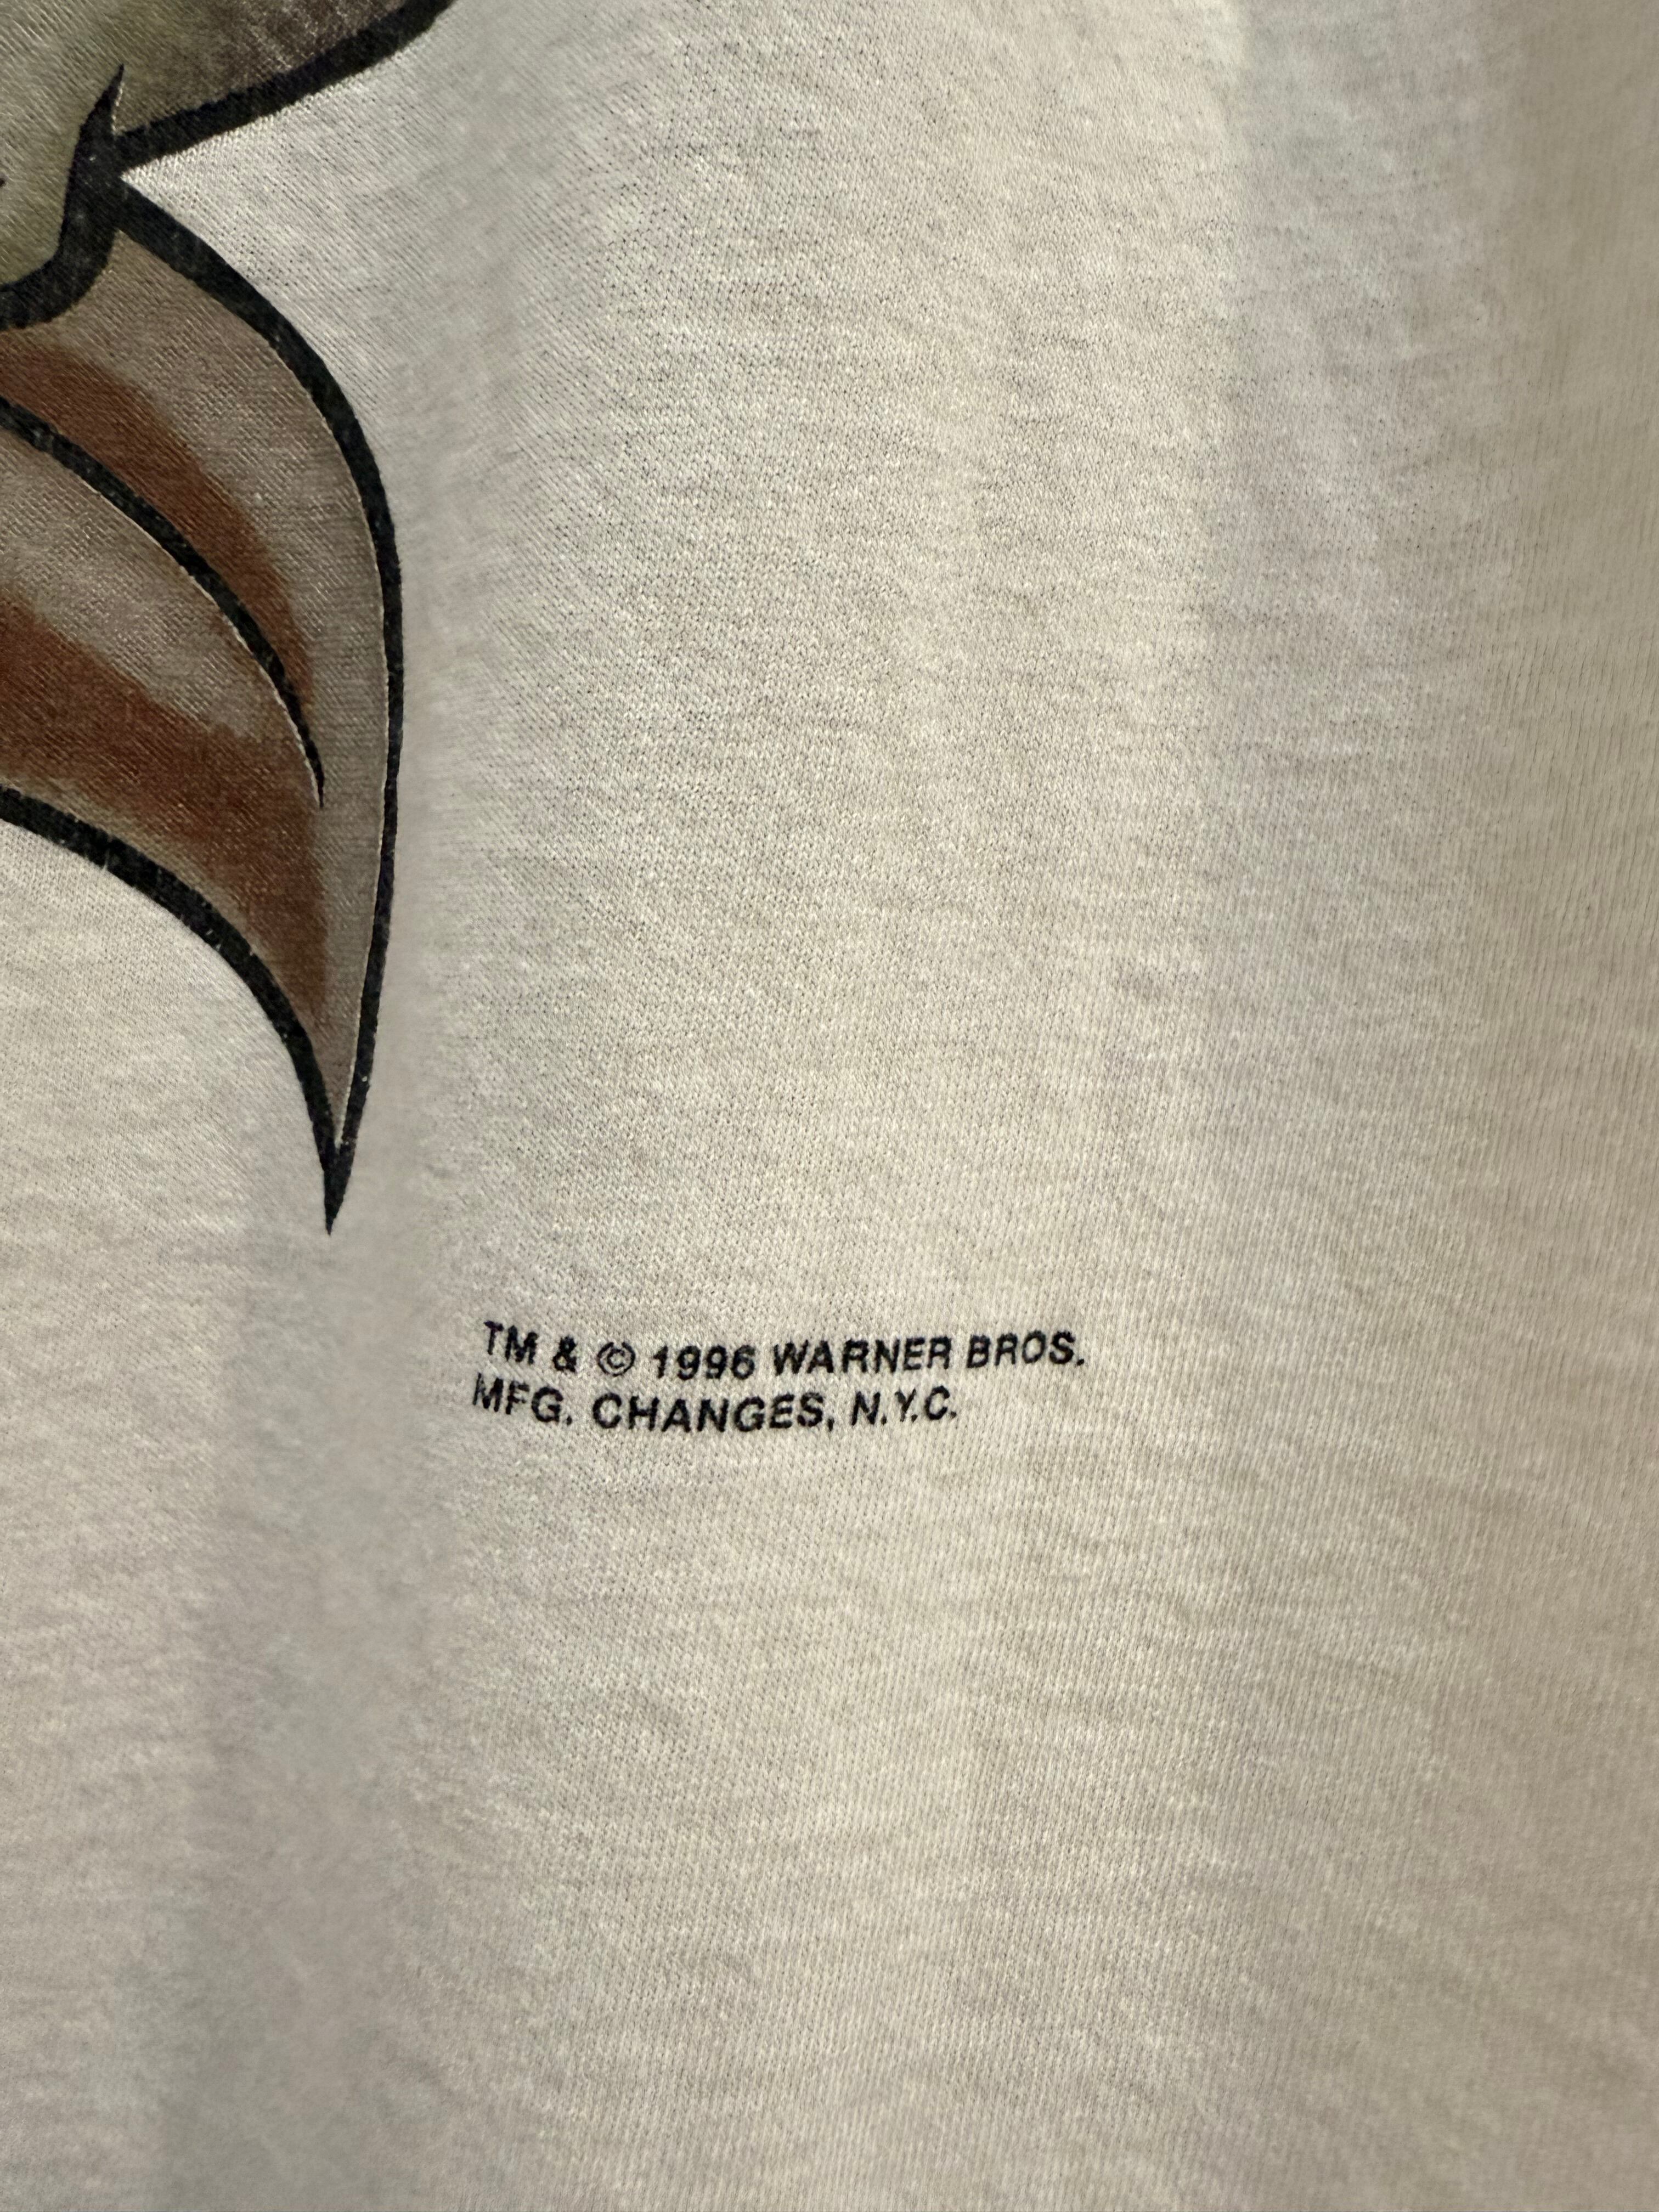 TM & © 1996 WARNER BROS.
MFG. CHANGES, N.Y.C.